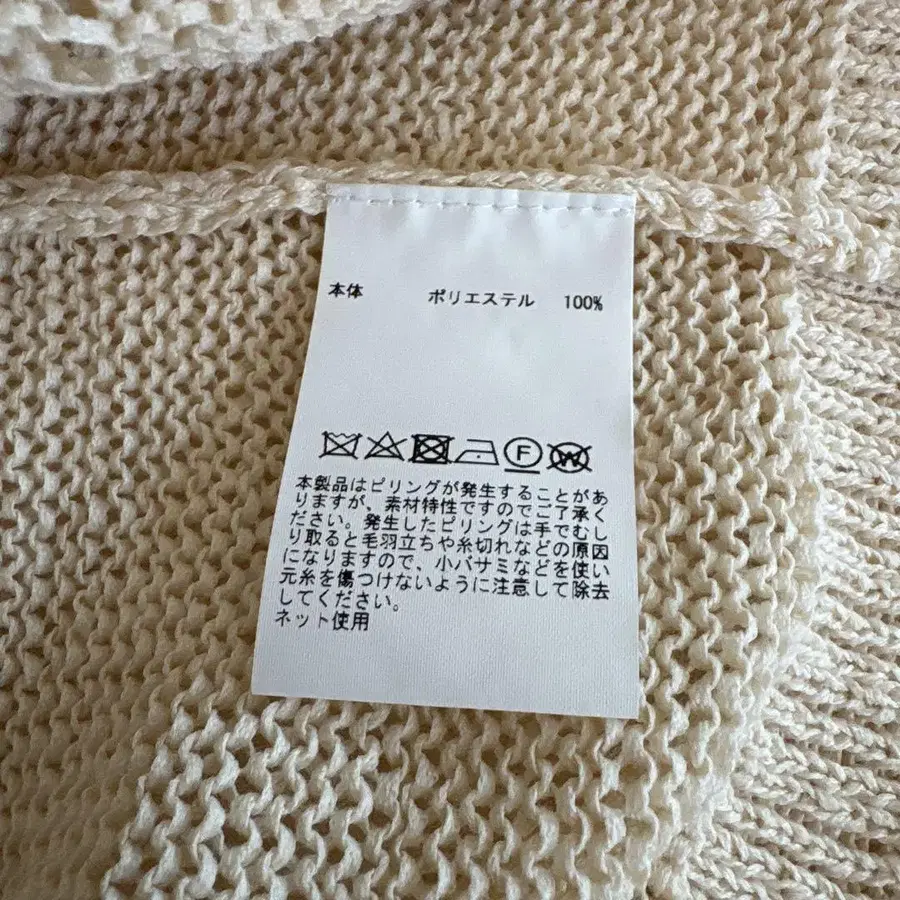 本体 ポリエステル 100%
F W
本製品はピリングが発生することがあ
りますが、素材特性ですのでご了承く
ださい。発生したピリングは手でむし
り取ると毛羽立ちや糸切れなどの原因
になりますので、小バサミなどを使い
元糸を傷つけないように注意して除去
してください。
ネット使用